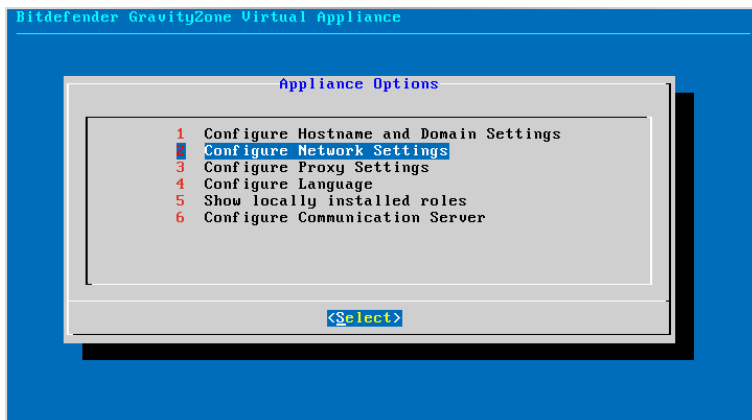 Bitdefender GravityZone Virtual Appliance
Appliance Options
1 Configure Hostname and Domain Settings
2 Configure Network Settings
3 Configure Proxy Settings
4 Configure Language
5 Show locally installed roles
6 Configure Communication Server
<Select>